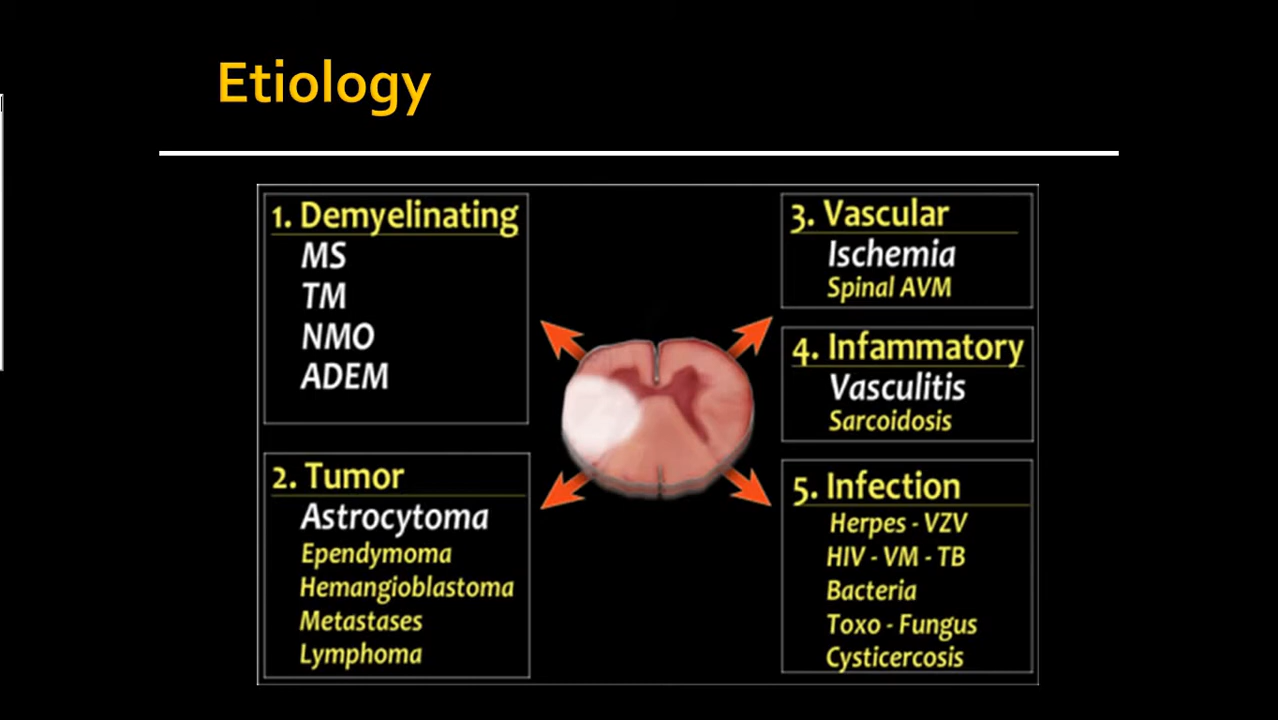 Etiology
1. Demyelinating
MS
TM
NMO
ADEM
2. Tumor
Astrocytoma
Ependymoma
Hemangioblastoma
Metastases
Lymphoma
3. Vascular
Ischemia
Spinal AVM
4. Infammatory
Vasculitis
Sarcoidosis
5. Infection
Herpes - VZV
HIV - VM - TB
Bacteria
Toxo - Fungus
Cysticercosis